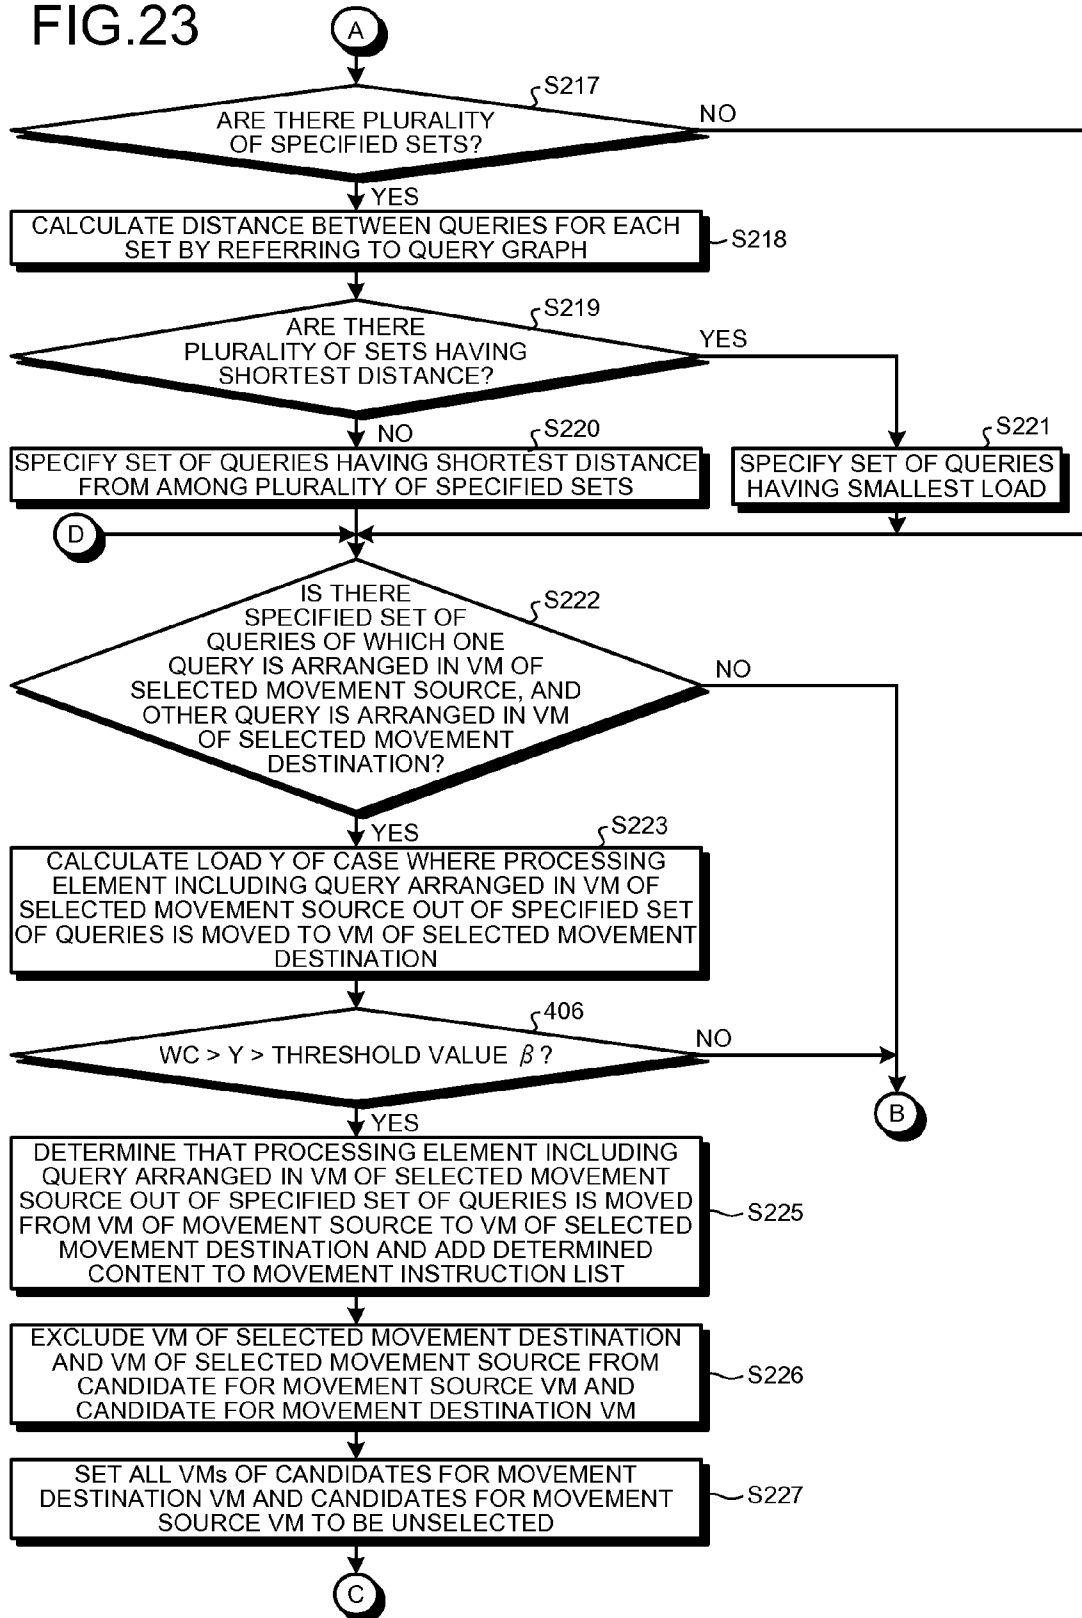 FIG.23
A
S217
ARE THERE PLURALITY
OF SPECIFIED SETS?
NO
YES
CALCULATE DISTANCE BETWEEN QUERIES FOR EACH
SET BY REFERRING TO QUERY GRAPH
S218
S219
ARE THERE
PLURALITY OF SETS HAVING
SHORTEST DISTANCE?
YES
NO
S220
SPECIFY SET OF QUERIES HAVING SHORTEST DISTANCE
FROM AMONG PLURALITY OF SPECIFIED SETS
S221
SPECIFY SET OF QUERIES
HAVING SMALLEST LOAD
D
S222
IS THERE
SPECIFIED SET OF
QUERIES OF WHICH ONE
QUERY IS ARRANGED IN VM OF
SELECTED MOVEMENT SOURCE, AND
OTHER QUERY IS ARRANGED IN VM
OF SELECTED MOVEMENT
DESTINATION?
NO
YES
S223
CALCULATE LOAD Y OF CASE WHERE PROCESSING
ELEMENT INCLUDING QUERY ARRANGED IN VM OF
SELECTED MOVEMENT SOURCE OUT OF SPECIFIED SET
OF QUERIES IS MOVED TO VM OF SELECTED MOVEMENT
DESTINATION
406
WC > Y > THRESHOLD VALUE β?
NO
B
YES
DETERMINE THAT PROCESSING ELEMENT INCLUDING
QUERY ARRANGED IN VM OF SELECTED MOVEMENT
SOURCE OUT OF SPECIFIED SET OF QUERIES IS MOVED
FROM VM OF MOVEMENT SOURCE TO VM OF SELECTED
MOVEMENT DESTINATION AND ADD DETERMINED
CONTENT TO MOVEMENT INSTRUCTION LIST
S225
EXCLUDE VM OF SELECTED MOVEMENT DESTINATION
AND VM OF SELECTED MOVEMENT SOURCE FROM
CANDIDATE FOR MOVEMENT SOURCE VM AND
CANDIDATE FOR MOVEMENT DESTINATION VM
S226
SET ALL VMs OF CANDIDATES FOR MOVEMENT
DESTINATION VM AND CANDIDATES FOR MOVEMENT
SOURCE VM TO BE UNSELECTED
S227
C